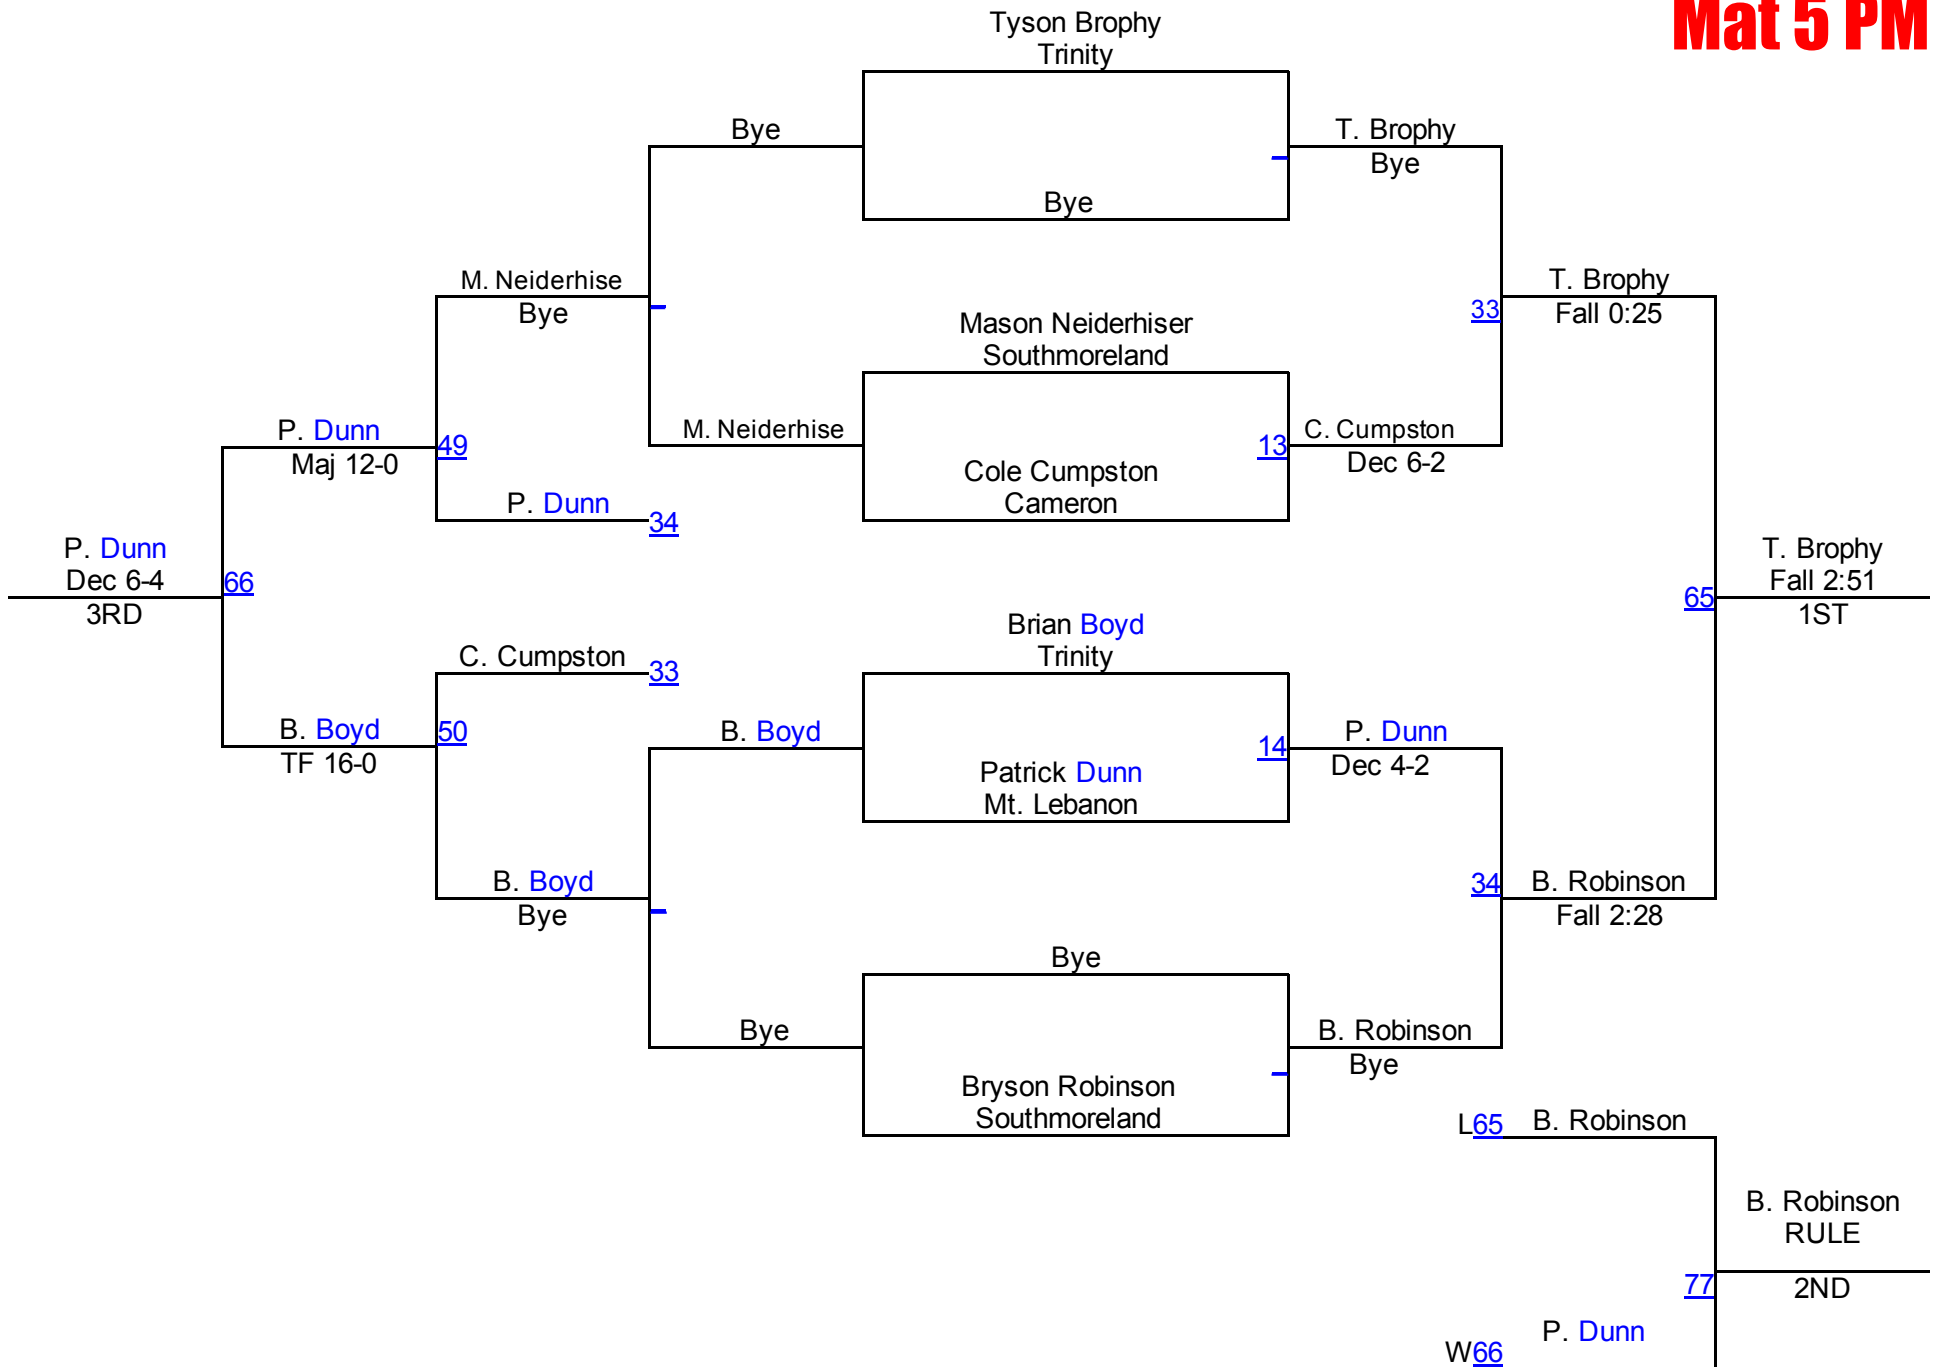 Mat 5 PM
Tyson Brophy
Trinity
Bye
T. Brophy
Bye
Bye
M. Neiderhise
Bye
T. Brophy
Fall 0:25
33
Mason Neiderhiser
Southmoreland
M. Neiderhise
13
C. Cumpston
Dec 6-2
Cole Cumpston
Cameron
P. Dunn
Maj 12-0
49
P. Dunn
34
P. Dunn
Dec 6-4
3RD
66
T. Brophy
Fall 2:51
1ST
65
Brian Boyd
Trinity
C. Cumpston
33
B. Boyd
TF 16-0
50
B. Boyd
14
P. Dunn
Dec 4-2
Patrick Dunn
Mt. Lebanon
B. Boyd
Bye
34
B. Robinson
Fall 2:28
Bye
Bye
B. Robinson
Bye
Bryson Robinson
Southmoreland
L65 B. Robinson
B. Robinson
RULE
2ND
77
P. Dunn
W66